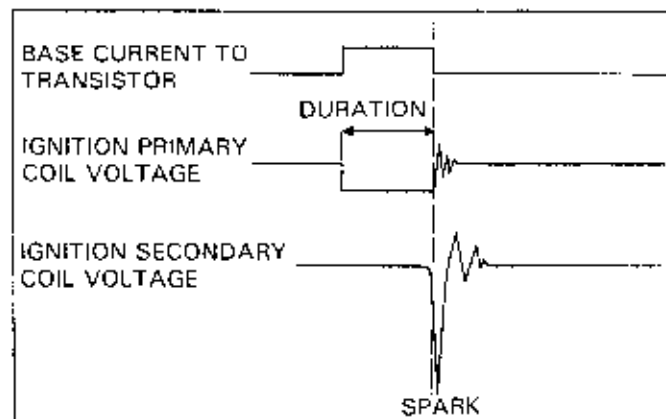 BASE CURRENT TO
TRANSISTOR
DURATION
IGNITION PRIMARY
COIL VOLTAGE
IGNITION SECONDARY
COIL VOLTAGE
SPARK